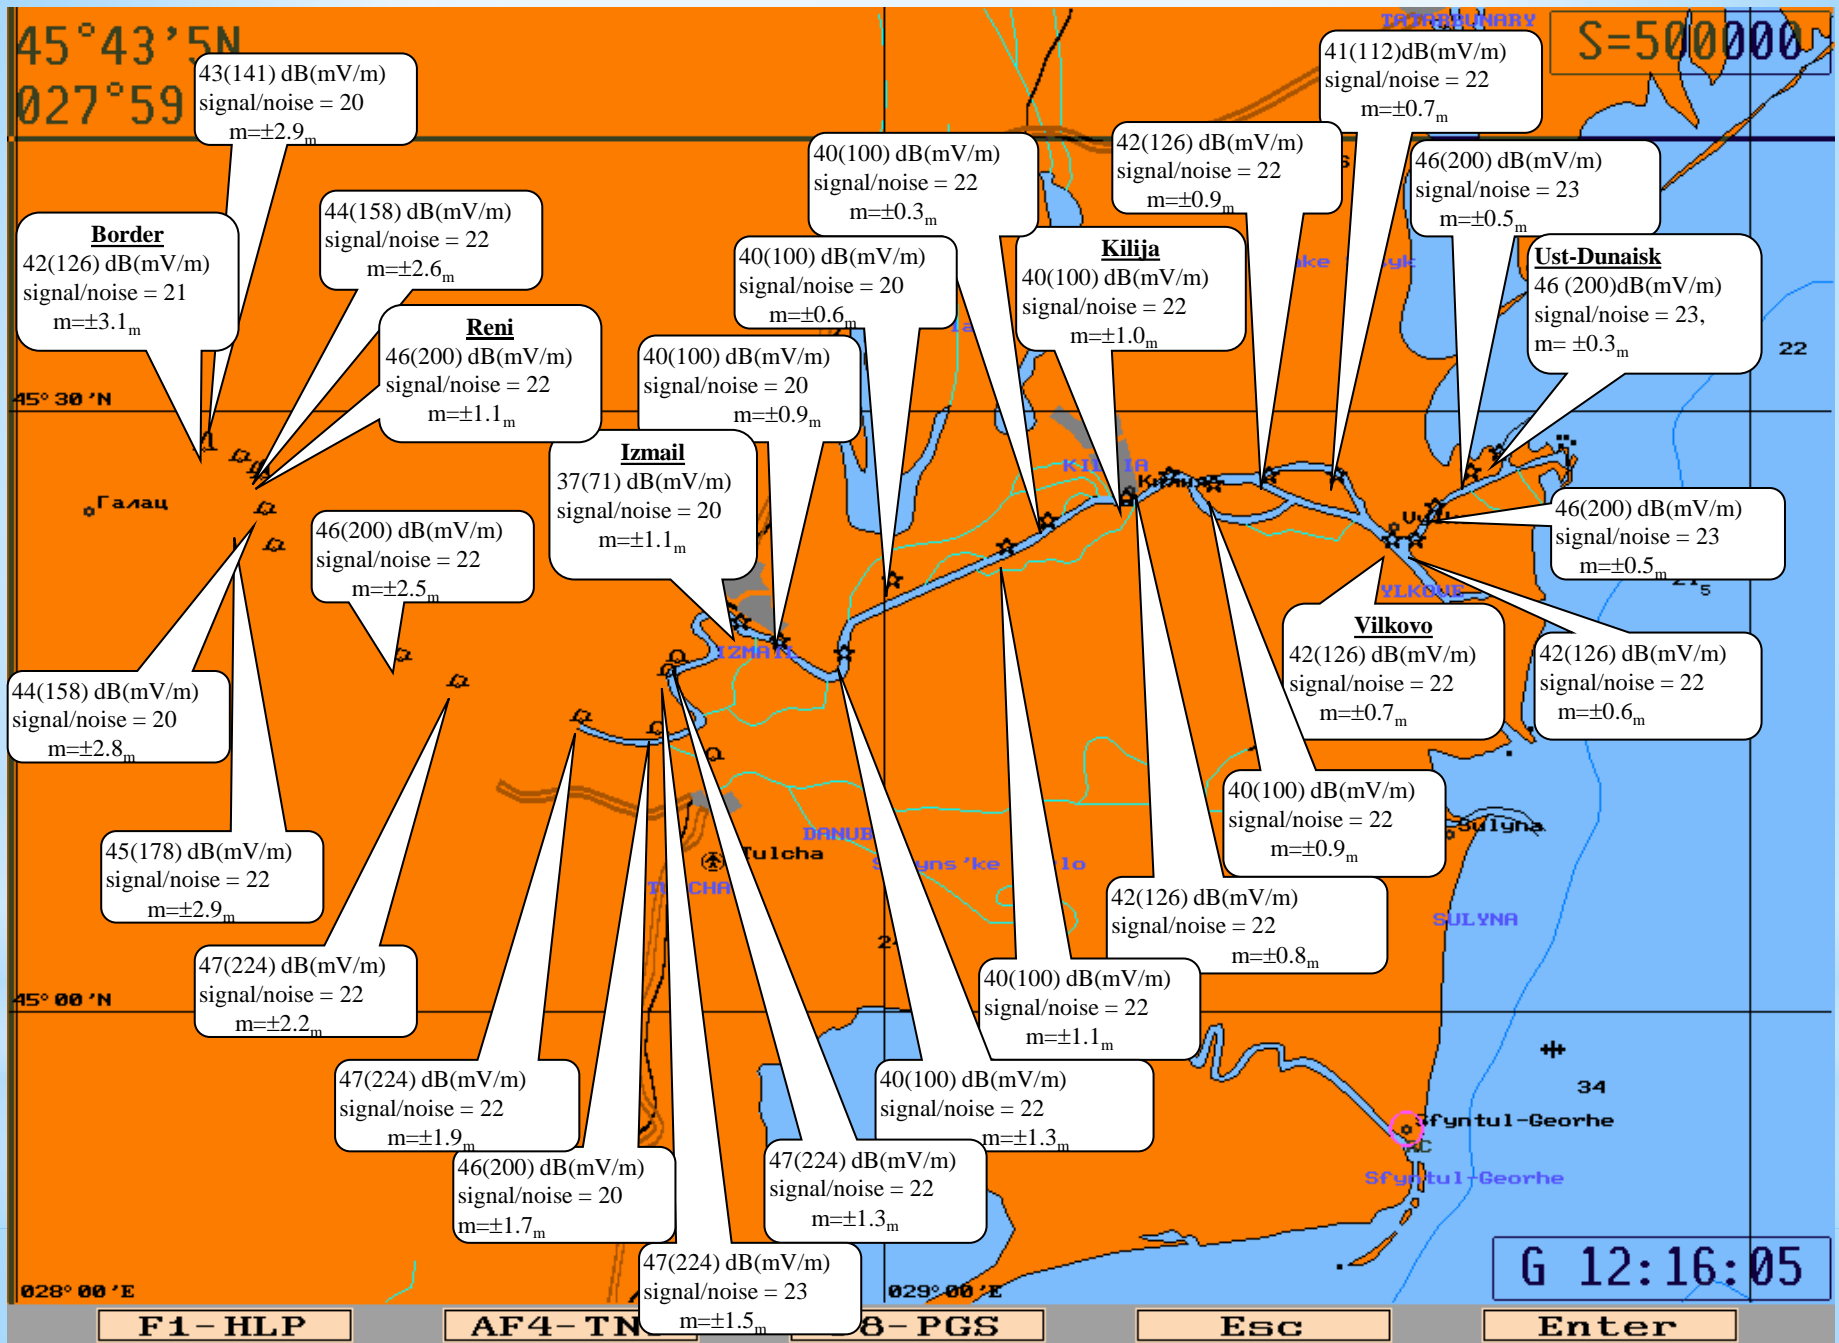 45°43'5N
027°59
S=500000
TATARBUNARY
43(141) dB(mV/m)
signal/noise = 20
m=±2.9m
41(112)dB(mV/m)
signal/noise = 22
m=±0.7m
40(100) dB(mV/m)
signal/noise = 22
m=±0.3m
42(126) dB(mV/m)
signal/noise = 22
m=±0.9m
46(200) dB(mV/m)
signal/noise = 23
m=±0.5m
44(158) dB(mV/m)
signal/noise = 22
m=±2.6m
Border
42(126) dB(mV/m)
signal/noise = 21
m=±3.1m
40(100) dB(mV/m)
signal/noise = 20
m=±0.6m
Kilija
40(100) dB(mV/m)
signal/noise = 22
m=±1.0m
Ust-Dunaisk
46 (200)dB(mV/m)
signal/noise = 23,
m= ±0.3m
22
Reni
46(200) dB(mV/m)
signal/noise = 22
m=±1.1m
40(100) dB(mV/m)
signal/noise = 20
m=±0.9m
45°30'N
Izmail
37(71) dB(mV/m)
signal/noise = 20
m=±1.1m
Галац
46(200) dB(mV/m)
signal/noise = 22
m=±2.5m
46(200) dB(mV/m)
signal/noise = 23
m=±0.5m
Vilkovo
42(126) dB(mV/m)
signal/noise = 22
m=±0.7m
42(126) dB(mV/m)
signal/noise = 22
m=±0.6m
44(158) dB(mV/m)
signal/noise = 20
m=±2.8m
40(100) dB(mV/m)
signal/noise = 22
m=±0.9m
Sulyna
45(178) dB(mV/m)
signal/noise = 22
m=±2.9m
Tulcha
42(126) dB(mV/m)
signal/noise = 22
m=±0.8m
SULYNA
47(224) dB(mV/m)
signal/noise = 22
m=±2.2m
40(100) dB(mV/m)
signal/noise = 22
m=±1.1m
45°00'N
47(224) dB(mV/m)
signal/noise = 22
m=±1.9m
40(100) dB(mV/m)
signal/noise = 22
m=±1.3m
34
Sfyntul-Georhe
Sfyntul-Georhe
46(200) dB(mV/m)
signal/noise = 20
m=±1.7m
47(224) dB(mV/m)
signal/noise = 22
m=±1.3m
47(224) dB(mV/m)
signal/noise = 23
m=±1.5m
G 12:16:05
028°00'E
029°00'E
F1-HLP
Esc
Enter